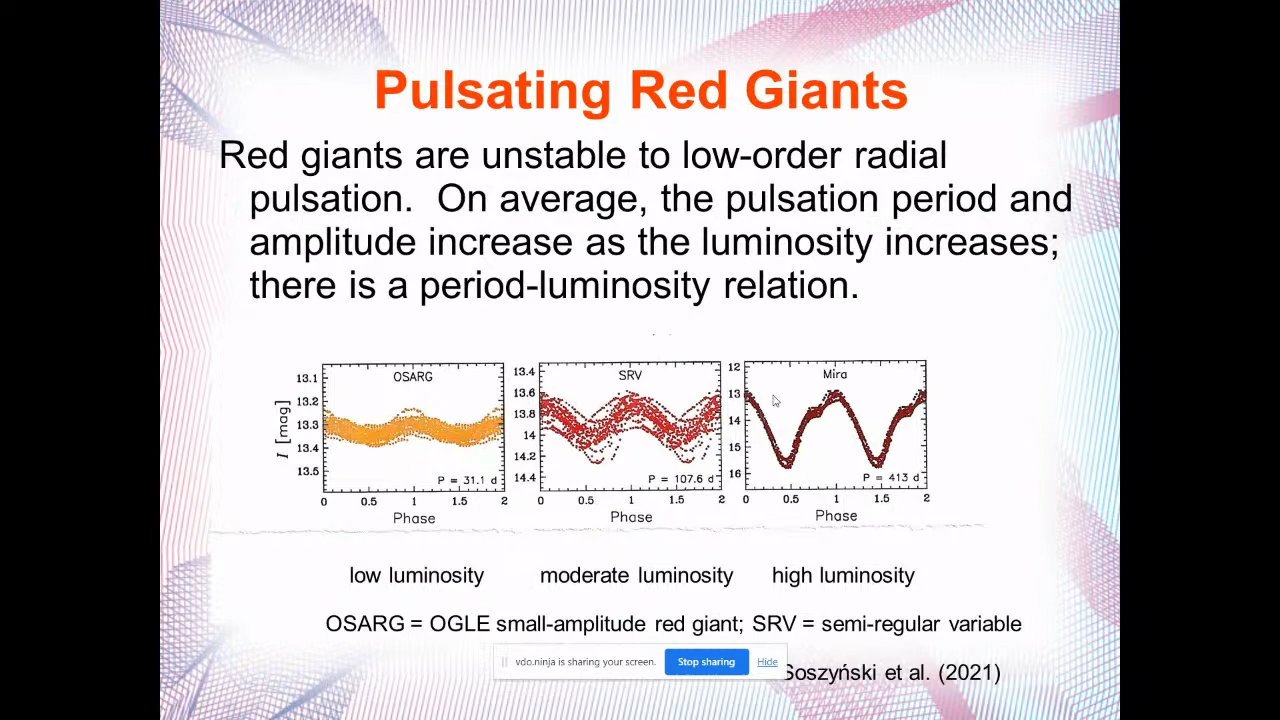 Pulsating Red Giants
Red giants are unstable to low-order radial
pulsation.  On average, the pulsation period and
amplitude increase as the luminosity increases;
there is a period-luminosity relation.
OSARG
SRV
Mira
I [mag]
13.1
13.2
13.3
13.4
13.5
13.4
13.6
13.8
14
14.2
14.4
12
13
14
15
16
P = 31.1 d
P = 107.6 d
P = 413 d
0 0.5 1 1.5 2
0 0.5 1 1.5 2
0 0.5 1 1.5 2
Phase
Phase
Phase
low luminosity
moderate luminosity
high luminosity
OSARG = OGLE small-amplitude red giant; SRV = semi-regular variable
vdo.ninja is sharing your screen.
Stop sharing
Hide
Soszyński et al. (2021)